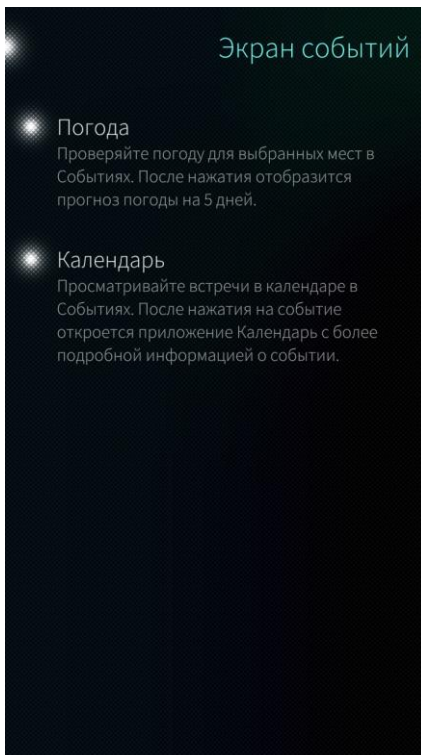 Экран событий
Погода
Проверяйте погоду для выбранных мест в
Событиях. После нажатия отобразится
прогноз погоды на 5 дней.
Календарь
Просматривайте встречи в календаре в
Событиях. После нажатия на событие
откроется приложение Календарь с более
подробной информацией о событии.